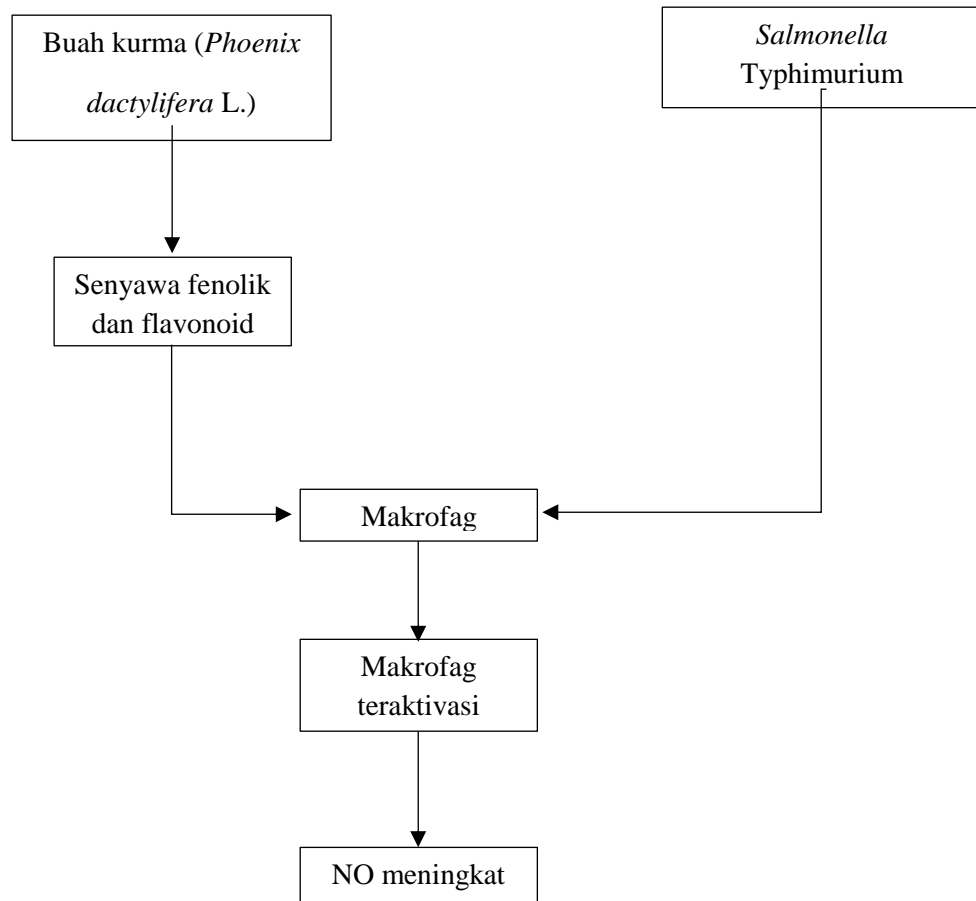 Buah kurma (Phoenix
dactylifera L.)
Salmonella
Typhimurium
Senyawa fenolik
dan flavonoid
Makrofag
Makrofag
teraktivasi
NO meningkat